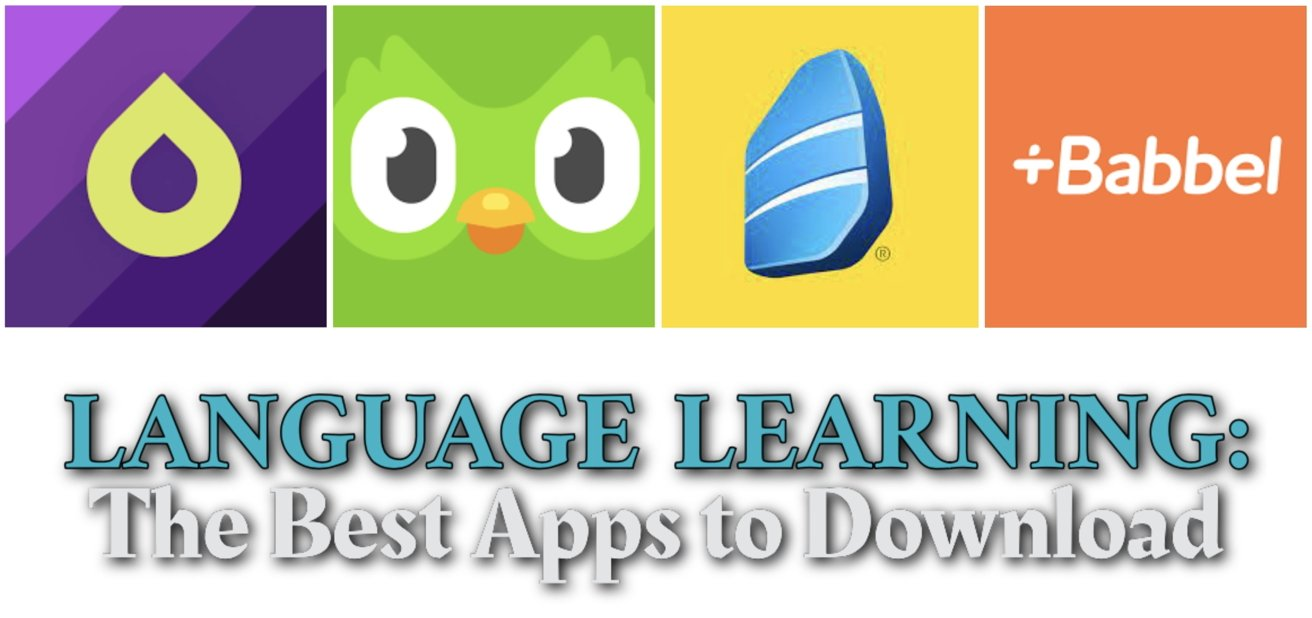 +Babbel
®
LANGUAGE LEARNING:
The Best Apps to Download